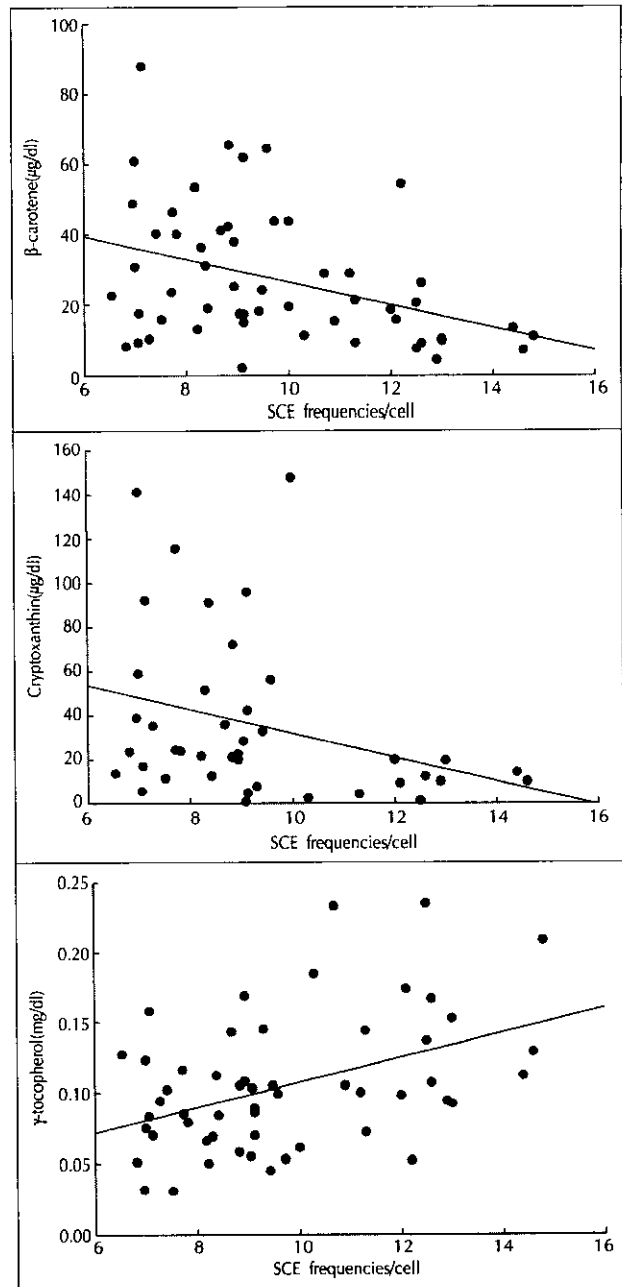 100
80
60
40
20
0
β-carotene(µg/dl)
6 8 10 12 14 16
SCE frequencies/cell
160
140
120
100
80
60
40
20
0
Cryptoxanthin(µg/dl)
6 8 10 12 14 16
SCE frequencies/cell
0.25
0.20
0.15
0.10
0.05
0.00
γ-tocopherol(mg/dl)
6 8 10 12 14 16
SCE frequencies/cell